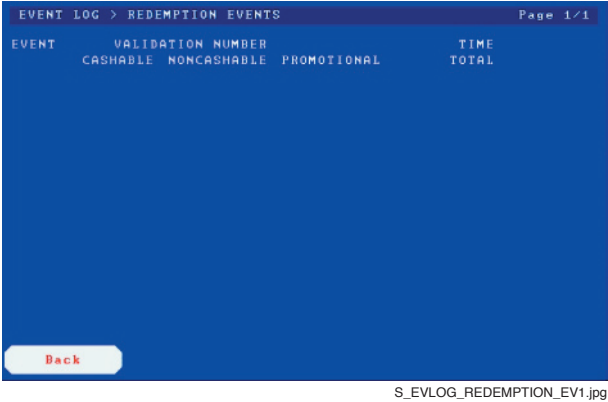 EVENT LOG > REDEMPTION EVENTS Page 1/1
EVENT VALIDATION NUMBER TIME
CASHABLE NONCASHABLE PROMOTIONAL TOTAL
Back
S_EVLOG_REDEMPTION_EV1.jpg